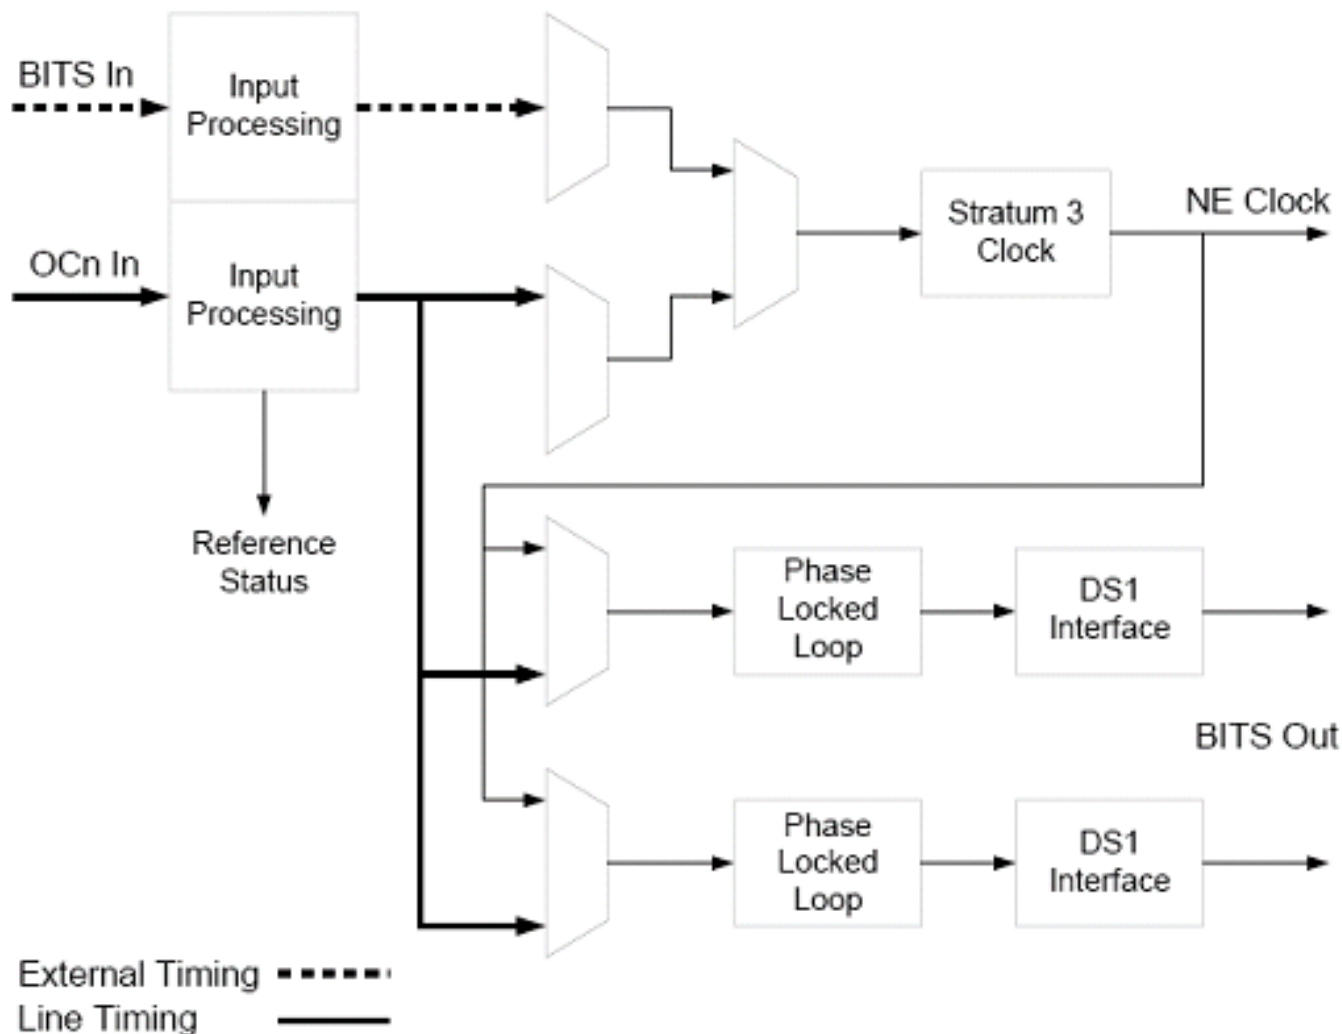 BITS In
Input
Processing
NE Clock
Stratum 3
Clock
OCn In
Input
Processing
Reference
Status
Phase
Locked
Loop
DS1
Interface
BITS Out
Phase
Locked
Loop
DS1
Interface
External Timing
Line Timing